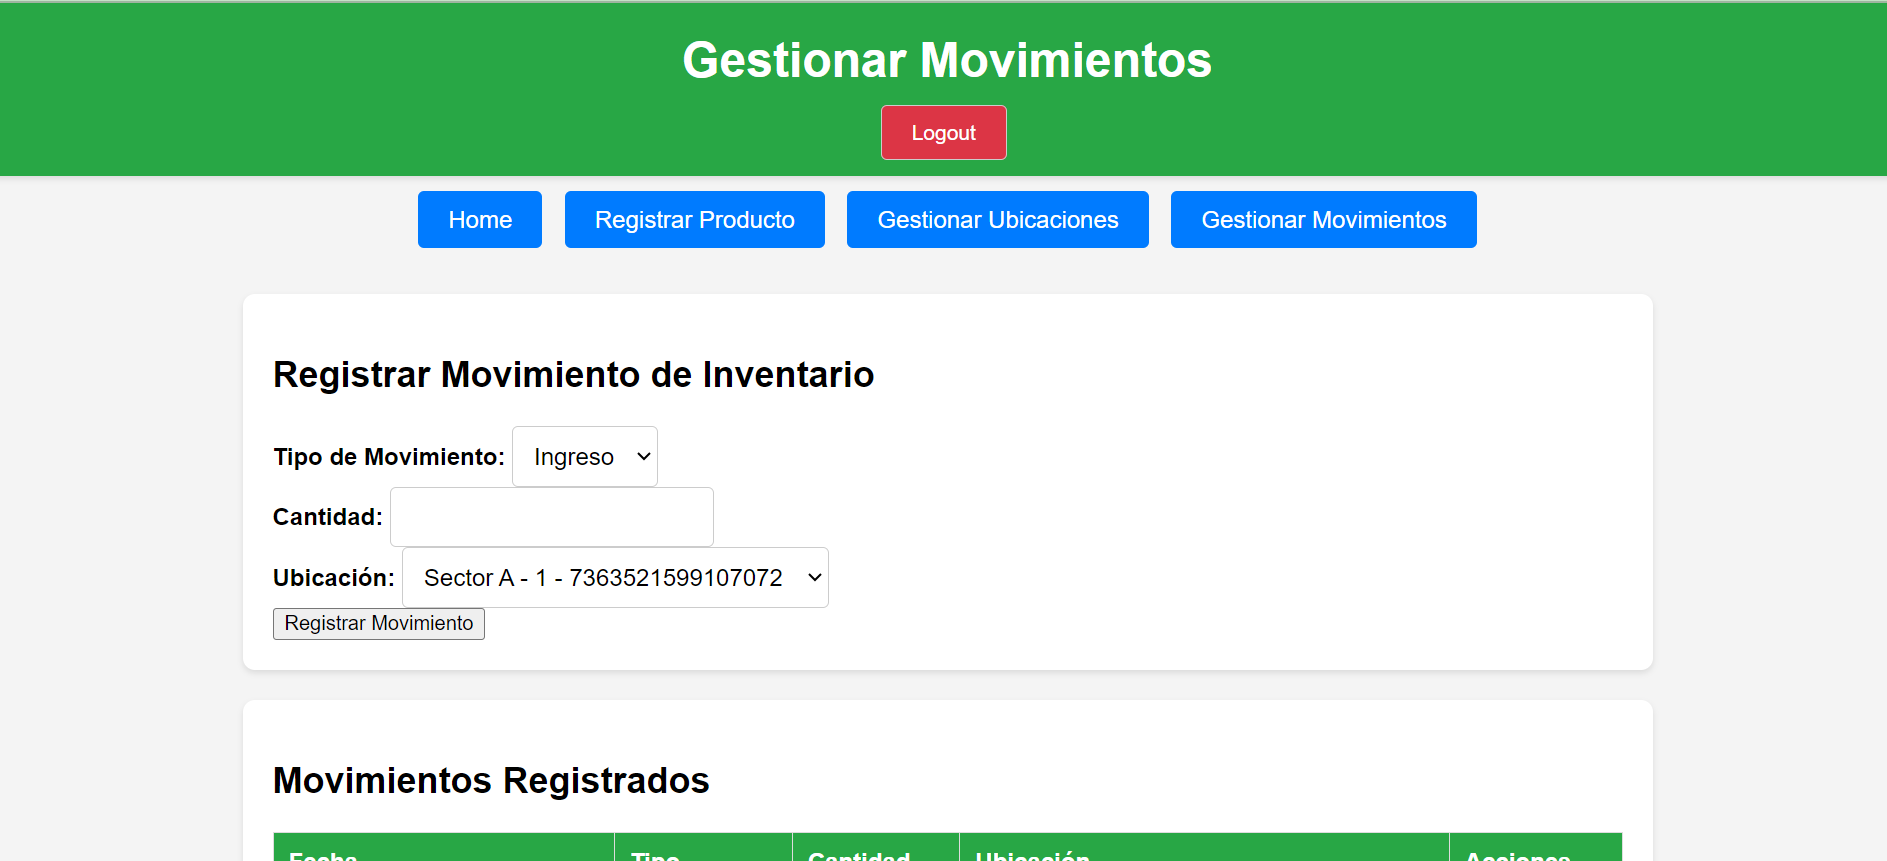 Gestionar Movimientos
Logout
Home Registrar Producto Gestionar Ubicaciones Gestionar Movimientos
Registrar Movimiento de Inventario
Tipo de Movimiento: Ingreso
Cantidad:
Ubicación: Sector A - 1 - 7363521599107072
Registrar Movimiento
Movimientos Registrados
Fecha Tipo Cantidad Ubicación Acciones